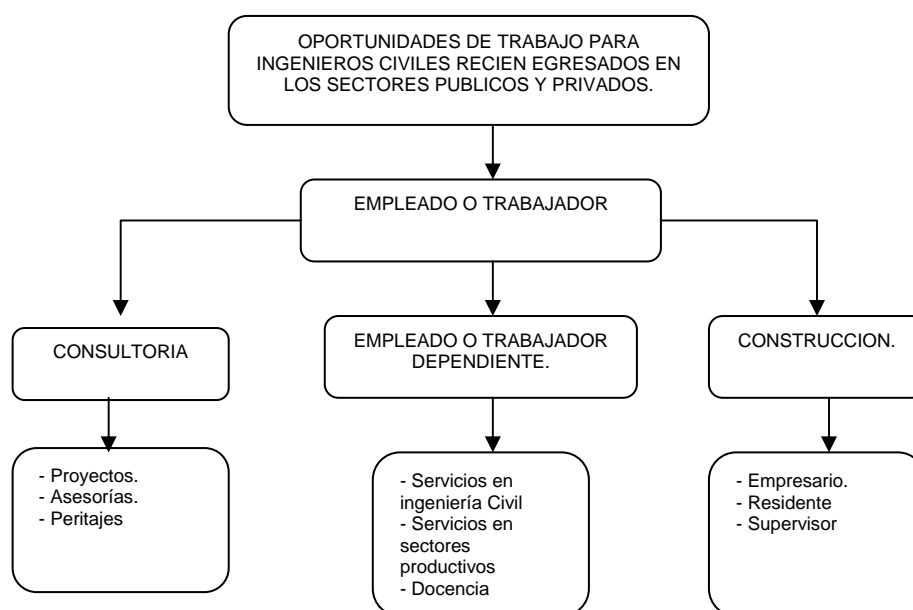 OPORTUNIDADES DE TRABAJO PARA
INGENIEROS CIVILES RECIEN EGRESADOS EN
LOS SECTORES PUBLICOS Y PRIVADOS.
EMPLEADO O TRABAJADOR
CONSULTORIA
EMPLEADO O TRABAJADOR
DEPENDIENTE.
CONSTRUCCION.
- Proyectos.
- Asesorías.
- Peritajes
- Servicios en
ingeniería Civil
- Servicios en
sectores
productivos
- Docencia
- Empresario.
- Residente
- Supervisor